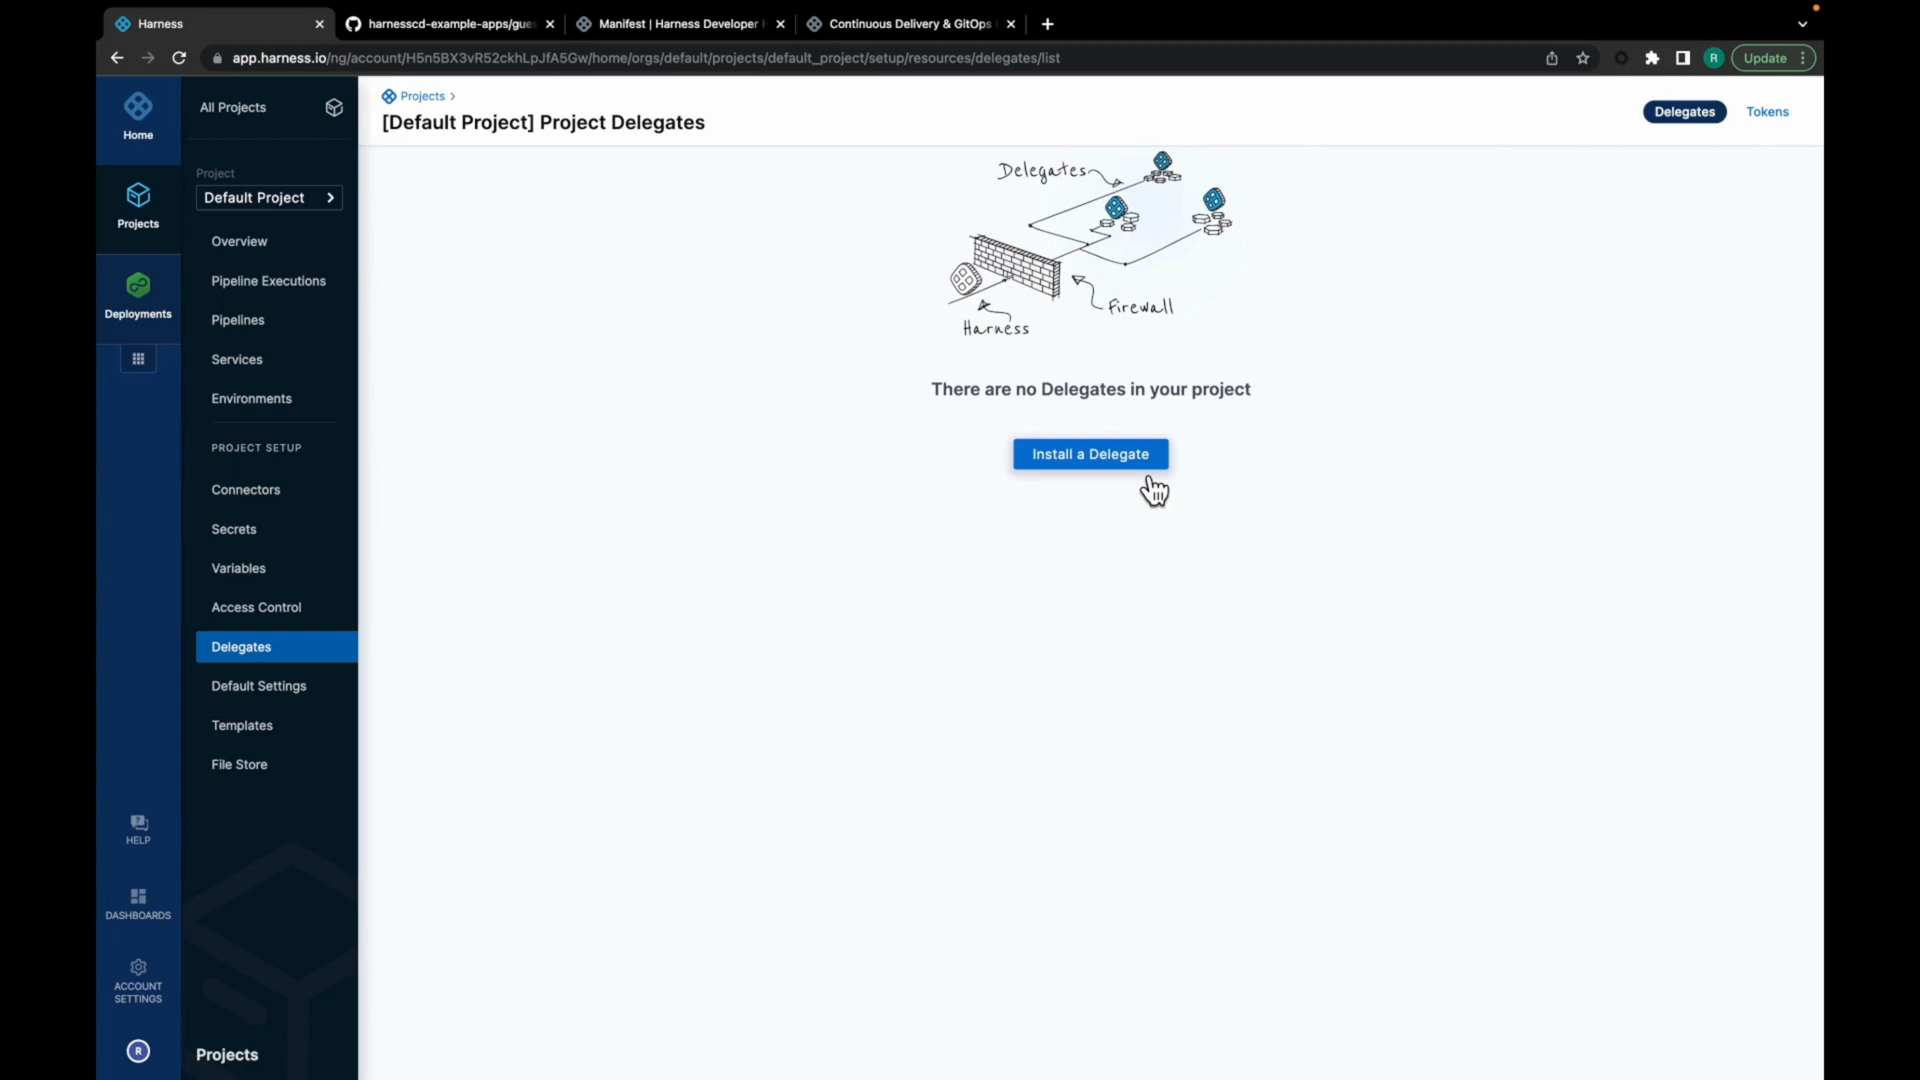 Harness
harnesscd-example-apps/gues
Manifest | Harness Developer H
Continuous Delivery & GitOps
app.harness.io/ng/account/H5n5BX3vR52ckhLpJfA5Gw/home/orgs/default/projects/default_project/setup/resources/delegates/list
R
Update
Home
Projects
Deployments
HELP
DASHBOARDS
ACCOUNT
SETTINGS
R
All Projects
Project
Default Project
Overview
Pipeline Executions
Pipelines
Services
Environments
PROJECT SETUP
Connectors
Secrets
Variables
Access Control
Delegates
Default Settings
Templates
File Store
Projects
Projects
[Default Project] Project Delegates
Delegates
Tokens
Delegates
Firewall
Harness
There are no Delegates in your project
Install a Delegate